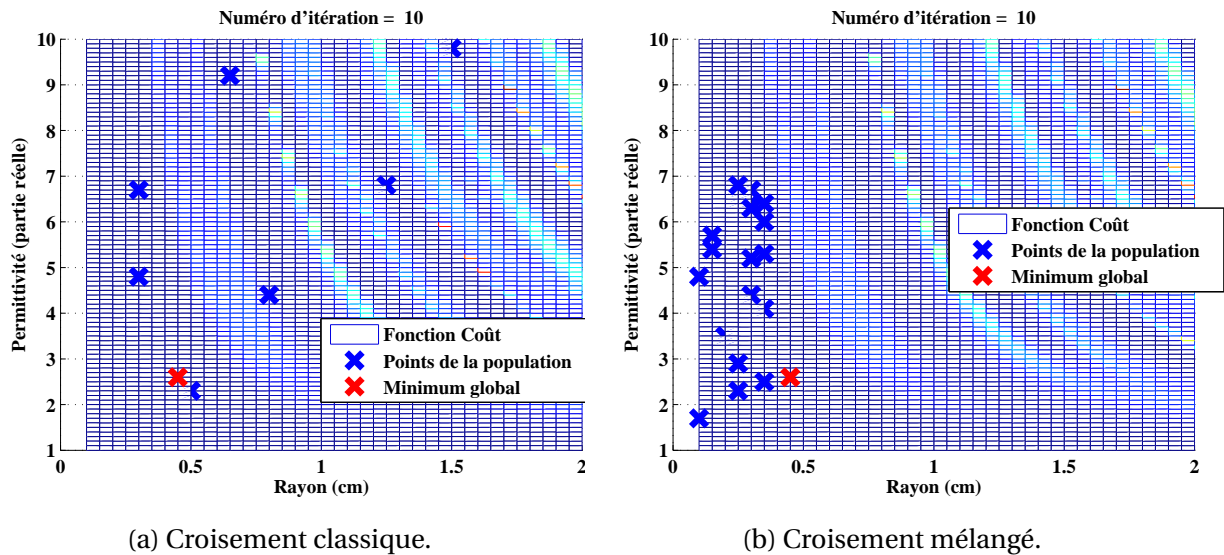 Numéro d'itération = 10
10
9
8
7
6
5
4
3
2
1
Permittivité (partie réelle)
0
0.5
1
1.5
2
Rayon (cm)
Fonction Coût
Points de la population
Minimum global
(a) Croisement classique.
Numéro d'itération = 10
10
9
8
7
6
5
4
3
2
1
Permittivité (partie réelle)
0
0.5
1
1.5
2
Rayon (cm)
Fonction Coût
Points de la population
Minimum global
(b) Croisement mélangé.